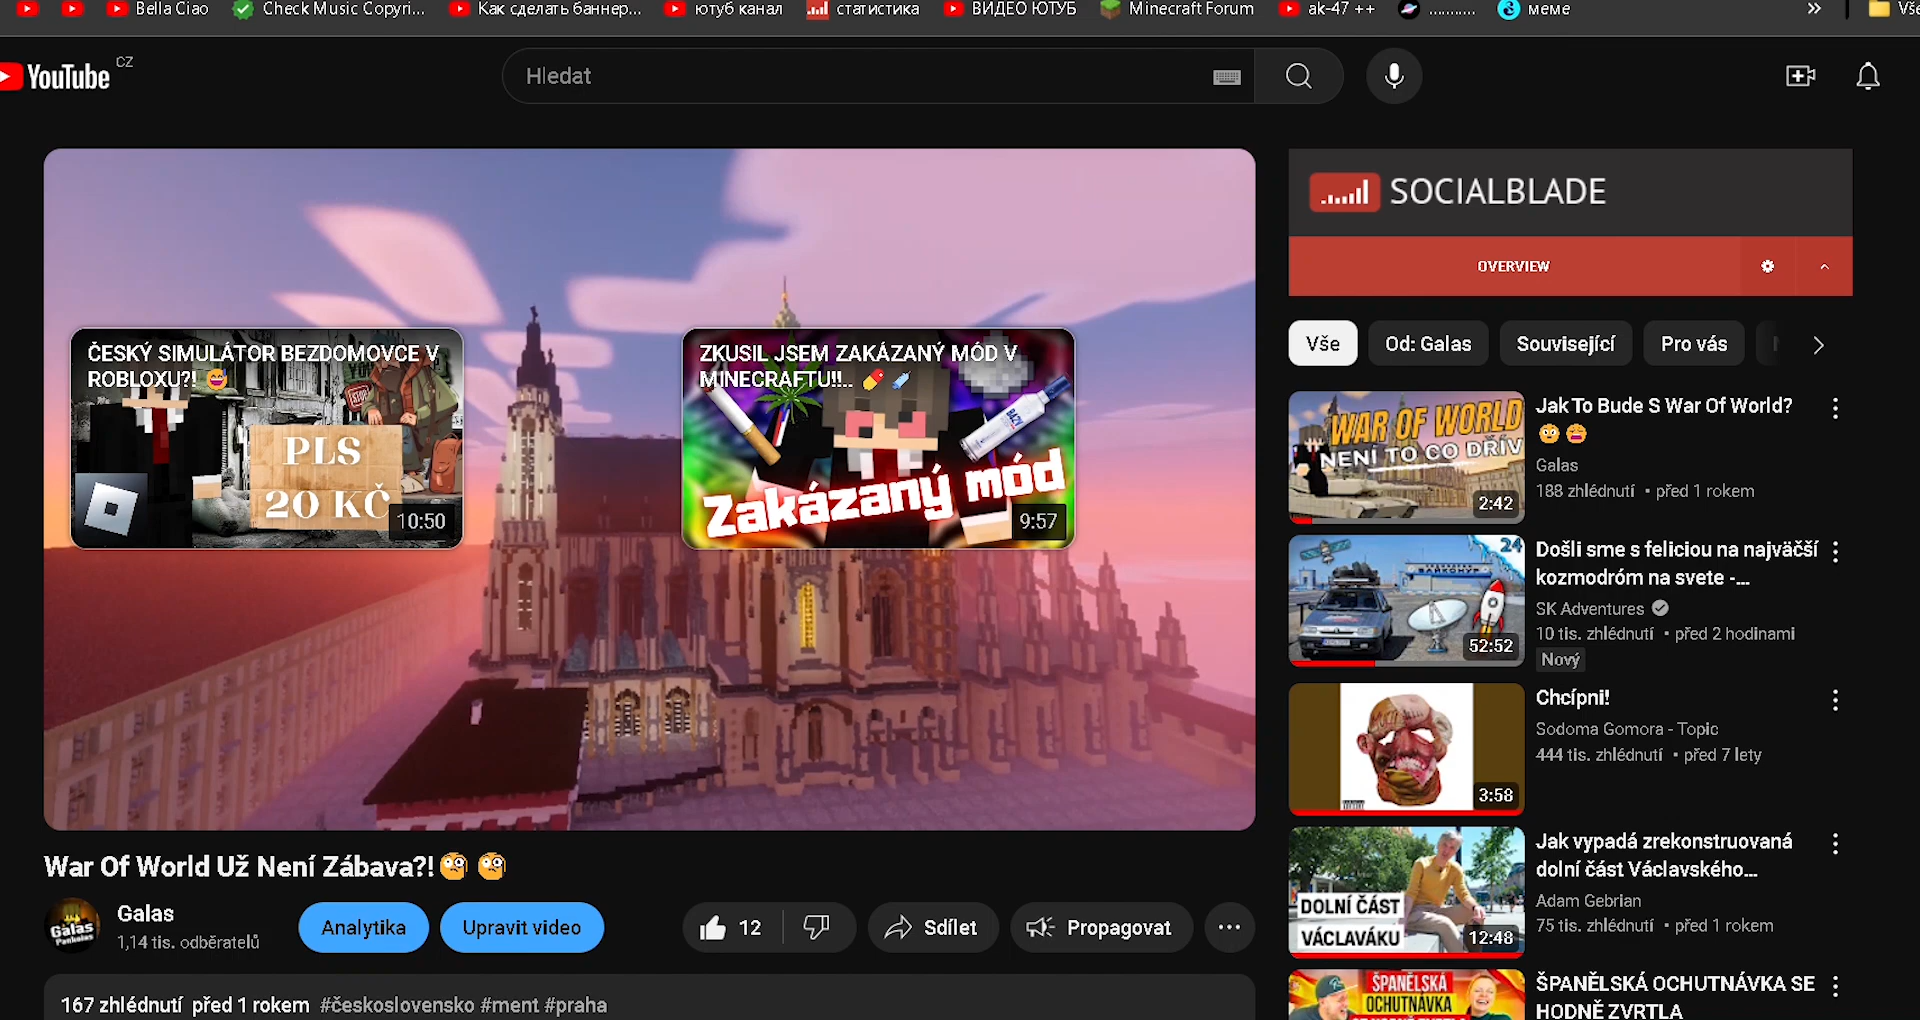 Bella Ciao
Check Music Copyri...
Как сделать баннер...
ютуб канал
статистика
ВИДЕО ЮТУБ
Minecraft Forum
ak-47 ++
...........
меме
»
Vše
YouTube CZ
Hledat
ČESKÝ SIMULÁTOR BEZDOMOVCE V
ROBLOXU?! 😅
STOP
PLS
20 KČ
10:50
ZKUSIL JSEM ZAKÁZANÝ MÓD V
MINECRAFTU!!..
Zakázaný mód
9:57
War Of World Už Není Zábava?! 🧐 🧐
Galas
1,14 tis. odběratelů
Analytika
Upravit video
12
Sdílet
Propagovat
167 zhlédnutí před 1 rokem #československo #ment #praha
SOCIALBLADE
OVERVIEW
Vše
Od: Galas
Související
Pro vás
WAR OF WORLD
NENÍ TO CO DŘÍV
2:42
Jak To Bude S War Of World?
Galas
188 zhlédnutí • před 1 rokem
24
52:52
Došli sme s feliciou na najväčší
kozmodróm na svete -...
SK Adventures
10 tis. zhlédnutí • před 2 hodinami
Nový
3:58
Chcípni!
Sodoma Gomora - Topic
444 tis. zhlédnutí • před 7 lety
DOLNÍ ČÁST
VÁCLAVÁKU
12:48
Jak vypadá zrekonstruovaná
dolní část Václavského...
Adam Gebrian
75 tis. zhlédnutí • před 1 rokem
ŠPANĚLSKÁ
OCHUTNÁVKA
ŠPANĚLSKÁ OCHUTNÁVKA SE
HODNĚ ZVRTLA